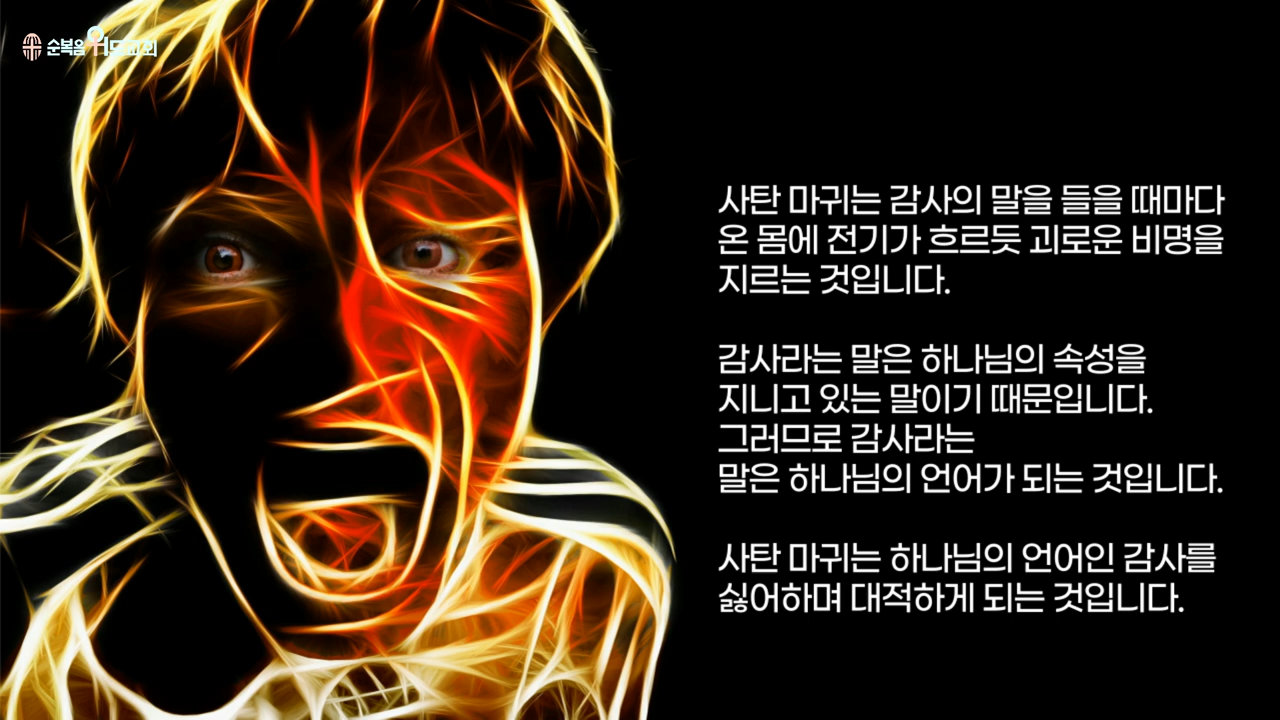 순복음
사탄 마귀는 감사의 말을 들을 때마다
온 몸에 전기가 흐르듯 괴로운 비명을
지르는 것입니다.
감사라는 말은 하나님의 속성을
지니고 있는 말이기 때문입니다.
그러므로 감사라는
말은 하나님의 언어가 되는 것입니다.
사탄 마귀는 하나님의 언어인 감사를
싫어하며 대적하게 되는 것입니다.